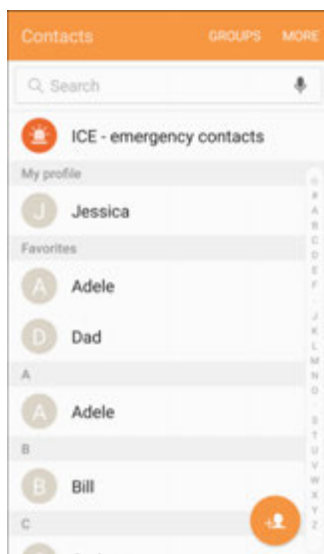 Contacts GROUPS MORE
Search
ICE - emergency contacts
My profile
J Jessica
Favorites
A Adele
D Dad
A
A Adele
B
B Bill
C
#
A
B
C
D
E
F
J
K
L
M
N
O
S
T
U
V
W
X
Y
Z